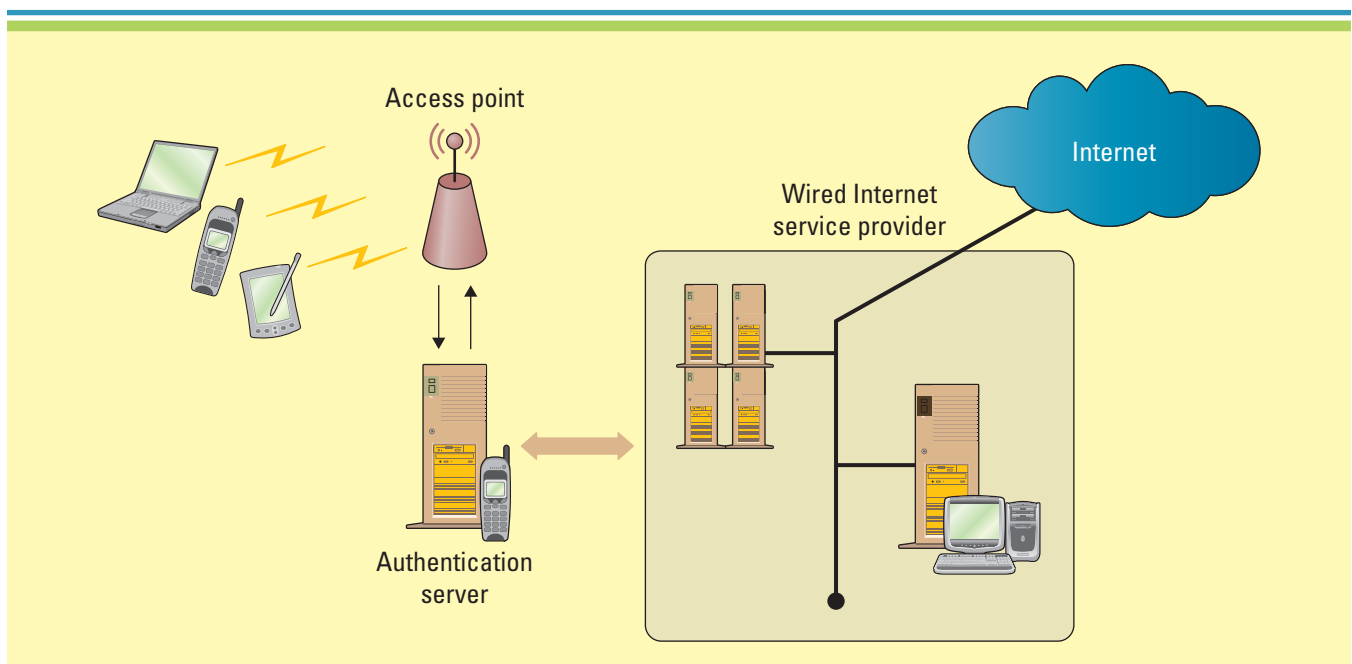 Access point
Internet
Wired Internet
service provider
Authentication
server